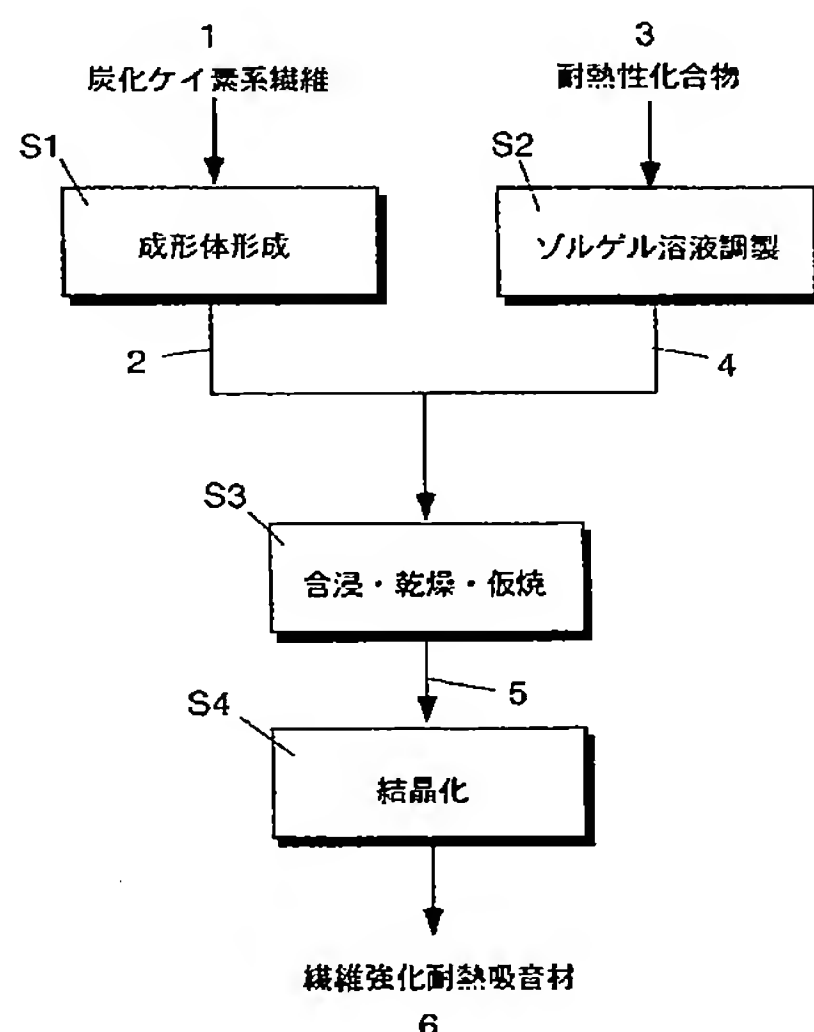 1
炭化ケイ素系繊維
3
耐熱性化合物
S1
成形体形成
S2
ゾルゲル溶液調製
2
4
S3
含浸・乾燥・仮焼
5
S4
結晶化
繊維強化耐熱吸音材
6